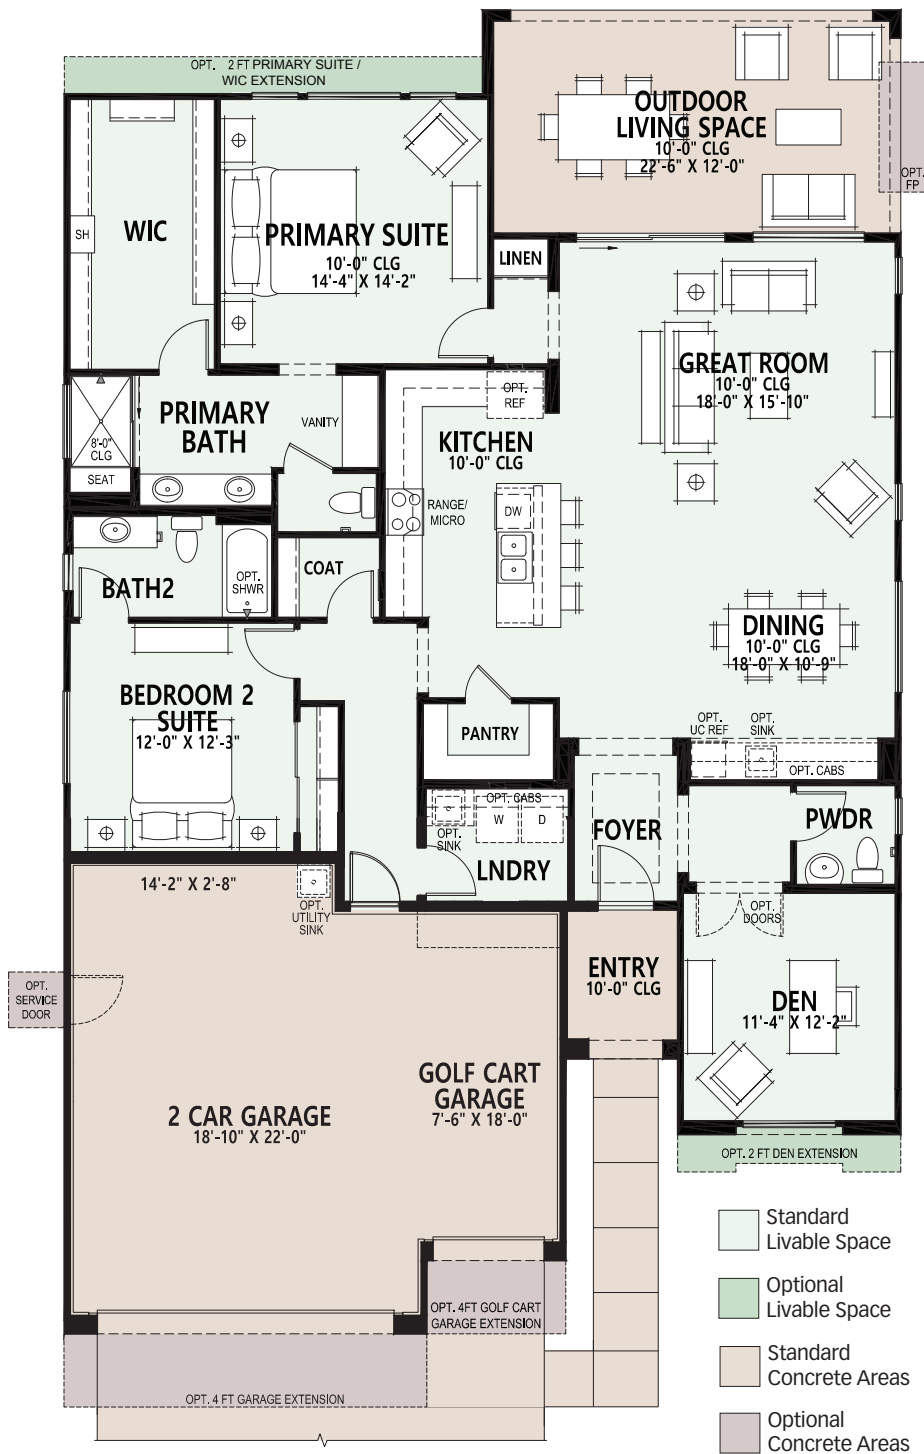 OPT. 2 FT PRIMARY SUITE /
WIC EXTENSION
OUTDOOR
LIVING SPACE
10'-0" CLG
22'-6" X 12'-0"
OPT.
FP
SH
WIC
PRIMARY SUITE
10'-0" CLG
14'-4" X 14'-2"
LINEN
GREAT ROOM
10'-0" CLG
18'-0" X 15'-10"
8'-0"
CLG
SEAT
PRIMARY
BATH
VANITY
OPT.
REF
KITCHEN
10'-0" CLG
RANGE/
MICRO
DW
BATH2
OPT.
SHWR
COAT
DINING
10'-0" CLG
18'-0" X 10'-9"
BEDROOM 2
SUITE
12'-0" X 12'-3"
PANTRY
OPT.
UC REF
OPT.
SINK
OPT. CABS
OPT. CABS
W
D
OPT.
SINK
LNDRY
FOYER
PWDR
14'-2" X 2'-8"
OPT.
UTILITY
SINK
OPT.
DOORS
OPT.
SERVICE
DOOR
ENTRY
10'-0" CLG
DEN
11'-4" X 12'-2"
2 CAR GARAGE
18'-10" X 22'-0"
GOLF CART
GARAGE
7'-6" X 18'-0"
OPT. 2 FT DEN EXTENSION
OPT. 4FT GOLF CART
GARAGE EXTENSION
OPT. 4 FT GARAGE EXTENSION
Standard
Livable Space
Optional
Livable Space
Standard
Concrete Areas
Optional
Concrete Areas